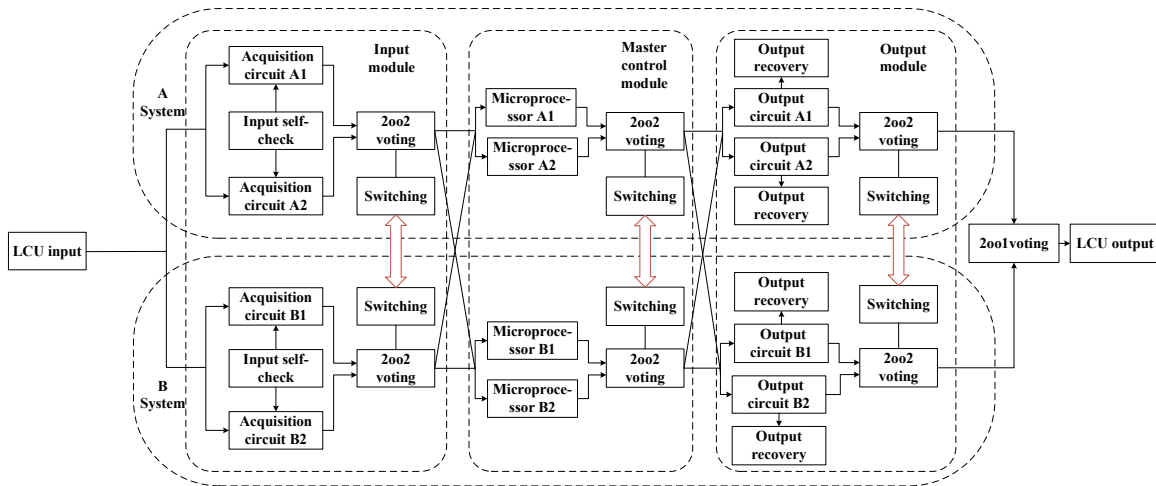 A
System
Acquisition
circuit A1
Input self-
check
Acquisition
circuit A2
Input
module
2oo2
voting
Switching
Microproce-
ssor A1
Microproce-
ssor A2
Master
control
module
2oo2
voting
Switching
Output
recovery
Output
circuit A1
Output
circuit A2
Output
recovery
Output
module
2oo2
voting
Switching
LCU input
2oo1voting
LCU output
B
System
Acquisition
circuit B1
Input self-
check
Acquisition
circuit B2
Switching
2oo2
voting
Microproce-
ssor B1
Microproce-
ssor B2
Switching
2oo2
voting
Output
recovery
Output
circuit B1
Output
circuit B2
Output
recovery
Switching
2oo2
voting